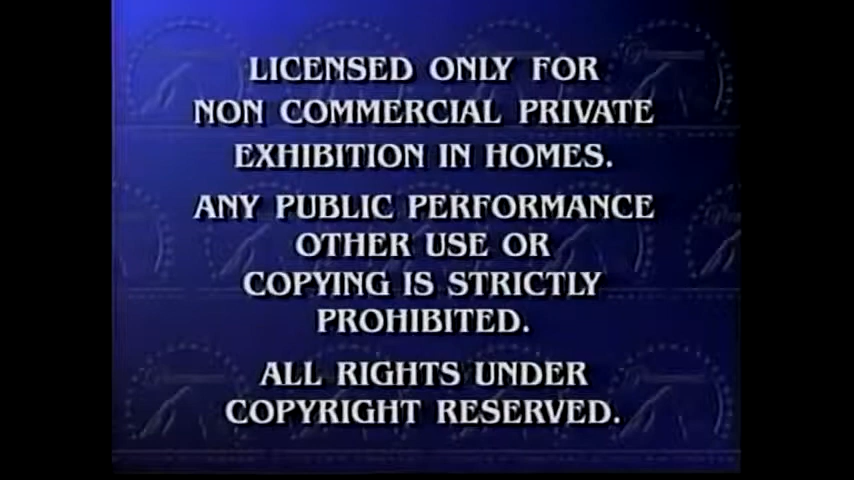 LICENSED ONLY FOR
NON COMMERCIAL PRIVATE
EXHIBITION IN HOMES.
ANY PUBLIC PERFORMANCE
OTHER USE OR
COPYING IS STRICTLY
PROHIBITED.
ALL RIGHTS UNDER
COPYRIGHT RESERVED.